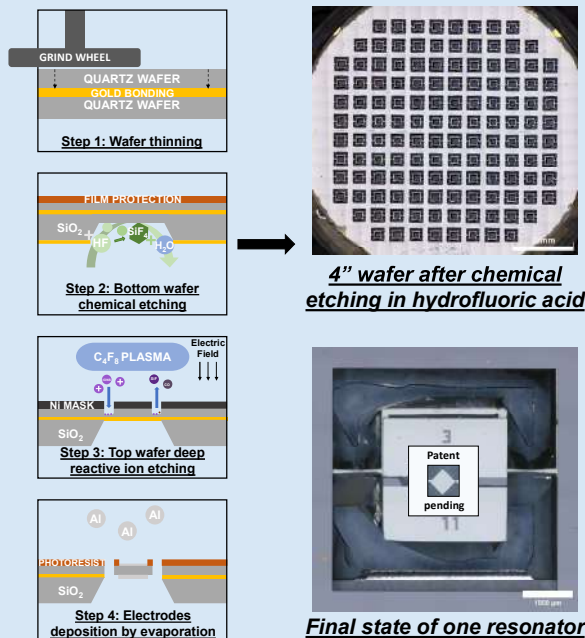 GRIND WHEEL
QUARTZ WAFER
GOLD BONDING
QUARTZ WAFER
Step 1: Wafer thinning
FILM PROTECTION
SiO2
+
HF
SiF4
H2O
Step 2: Bottom wafer
chemical etching
C4F8 PLASMA
Electric
Field
+
+
Ni MASK
SiO2
Step 3: Top wafer deep
reactive ion etching
Al
Al
Al
PHOTORESIST
SiO2
Step 4: Electrodes
deposition by evaporation
4” wafer after chemical
etching in hydrofluoric acid
3
Patent
pending
11
1000 µm
Final state of one resonator